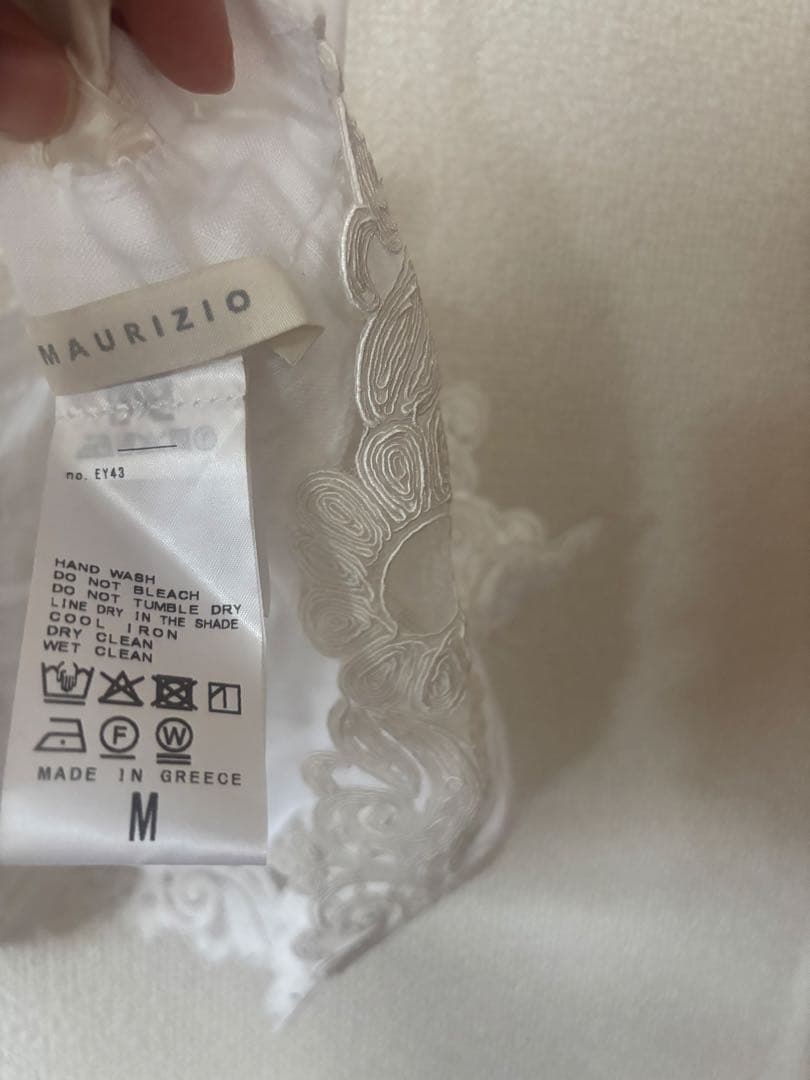 MAURIZIO
no. EY43
HAND WASH
DO NOT BLEACH
DO NOT TUMBLE DRY
LINE DRY IN THE SHADE
COOL IRON
DRY CLEAN
WET CLEAN
F W
MADE IN GREECE
M